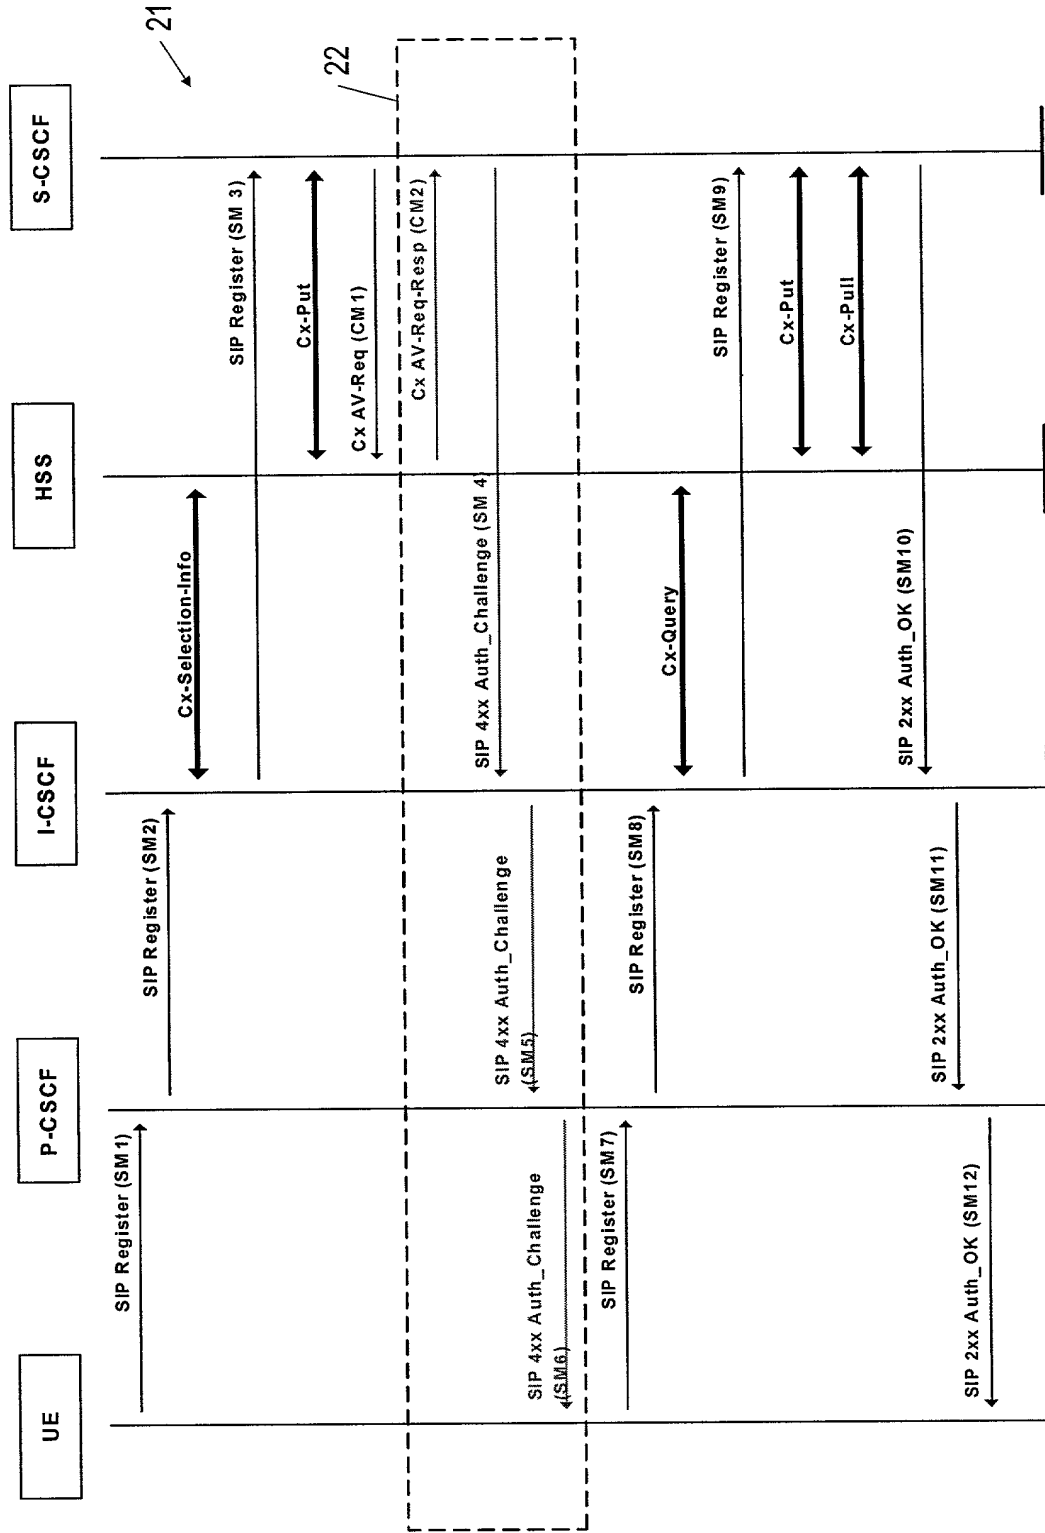 UE
P-CSCF
I-CSCF
HSS
S-CSCF
21
SIP Register (SM1)
SIP Register (SM2)
Cx-Selection-Info
SIP Register (SM 3)
Cx-Put
Cx AV-Req (CM1)
22
Cx AV-Req-Resp (CM2)
SIP 4xx Auth_Challenge (SM 4)
SIP 4xx Auth_Challenge
(SM5)
SIP 4xx Auth_Challenge
(SM6)
SIP Register (SM7)
SIP Register (SM8)
Cx-Query
SIP Register (SM9)
Cx-Put
Cx-Pull
SIP 2xx Auth_OK (SM10)
SIP 2xx Auth_OK (SM11)
SIP 2xx Auth_OK (SM12)